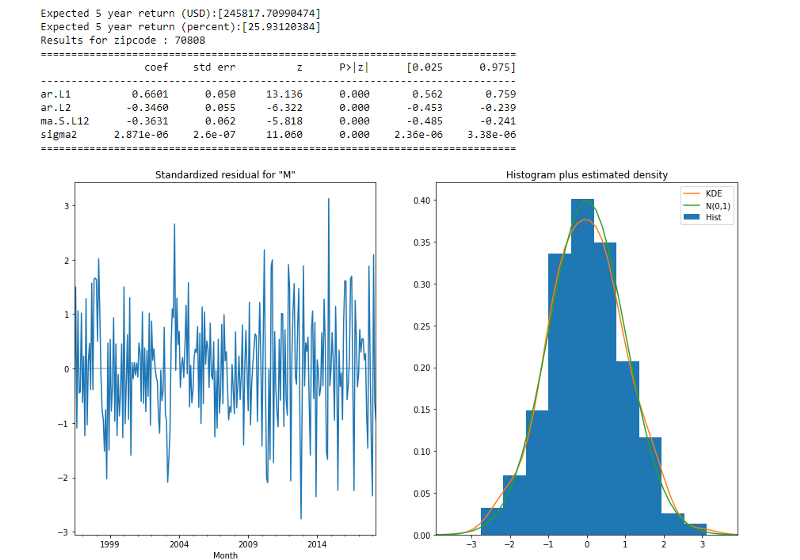 Expected 5 year return (USD):[245817.70990474]
Expected 5 year return (percent):[25.93120384]
Results for zipcode : 70808
==============================================================================
coef std err z P>|z| [0.025 0.975]
------------------------------------------------------------------------------
ar.L1 0.6601 0.050 13.136 0.000 0.562 0.759
ar.L2 -0.3460 0.055 -6.322 0.000 -0.453 -0.239
ma.S.L12 -0.3631 0.062 -5.818 0.000 -0.485 -0.241
sigma2 2.871e-06 2.6e-07 11.060 0.000 2.36e-06 3.38e-06
==============================================================================
Standardized residual for "M"
3
2
1
0
−1
−2
−3
1999 2004 2009 2014
Month
Histogram plus estimated density
KDE
N(0,1)
Hist
0.40
0.35
0.30
0.25
0.20
0.15
0.10
0.05
0.00
−3 −2 −1 0 1 2 3